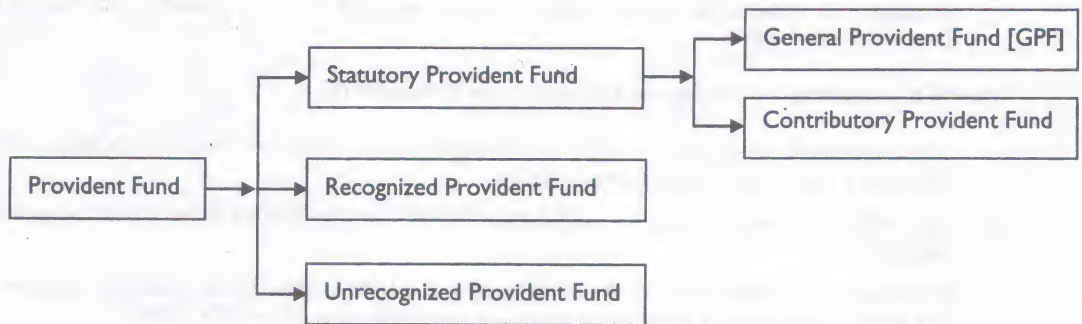 General Provident Fund [GPF]
Statutory Provident Fund
Contributory Provident Fund
Provident Fund
Recognized Provident Fund
Unrecognized Provident Fund